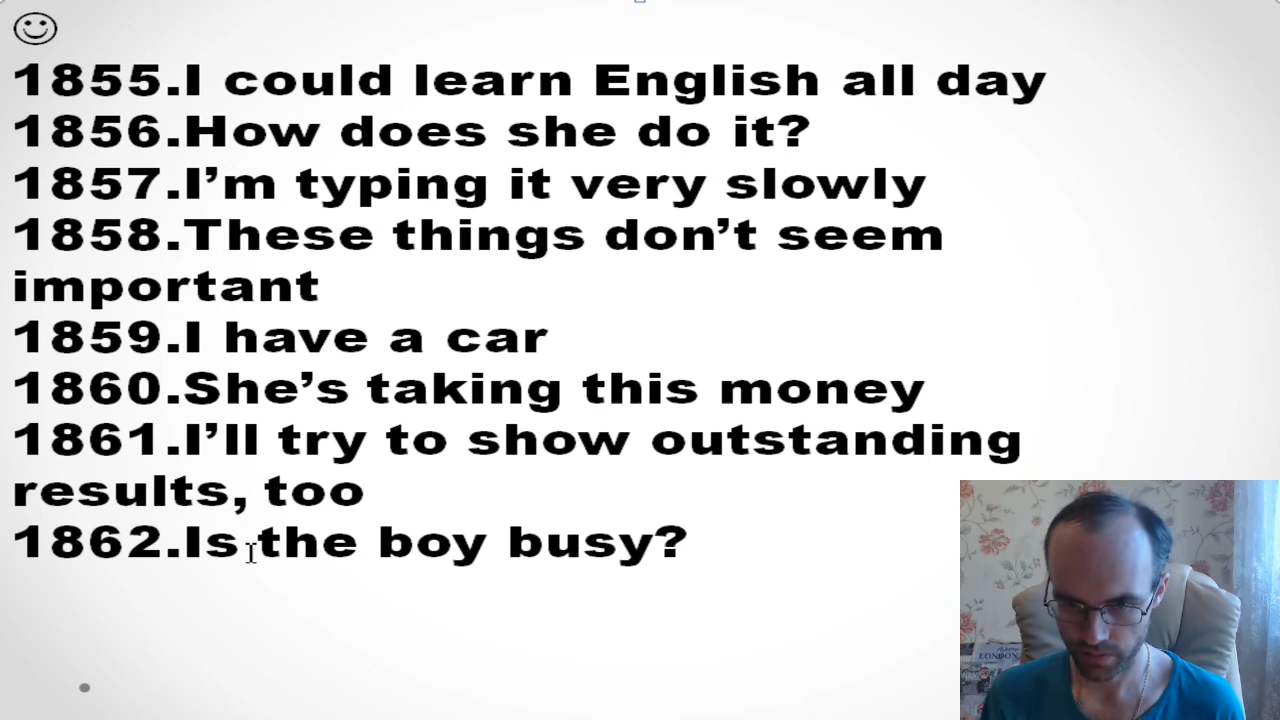 1855.I could learn English all day
1856.How does she do it?
1857.I’m typing it very slowly
1858.These things don’t seem
important
1859.I have a car
1860.She’s taking this money
1861.I’ll try to show outstanding
results, too
1862.Is the boy busy?
LONDON